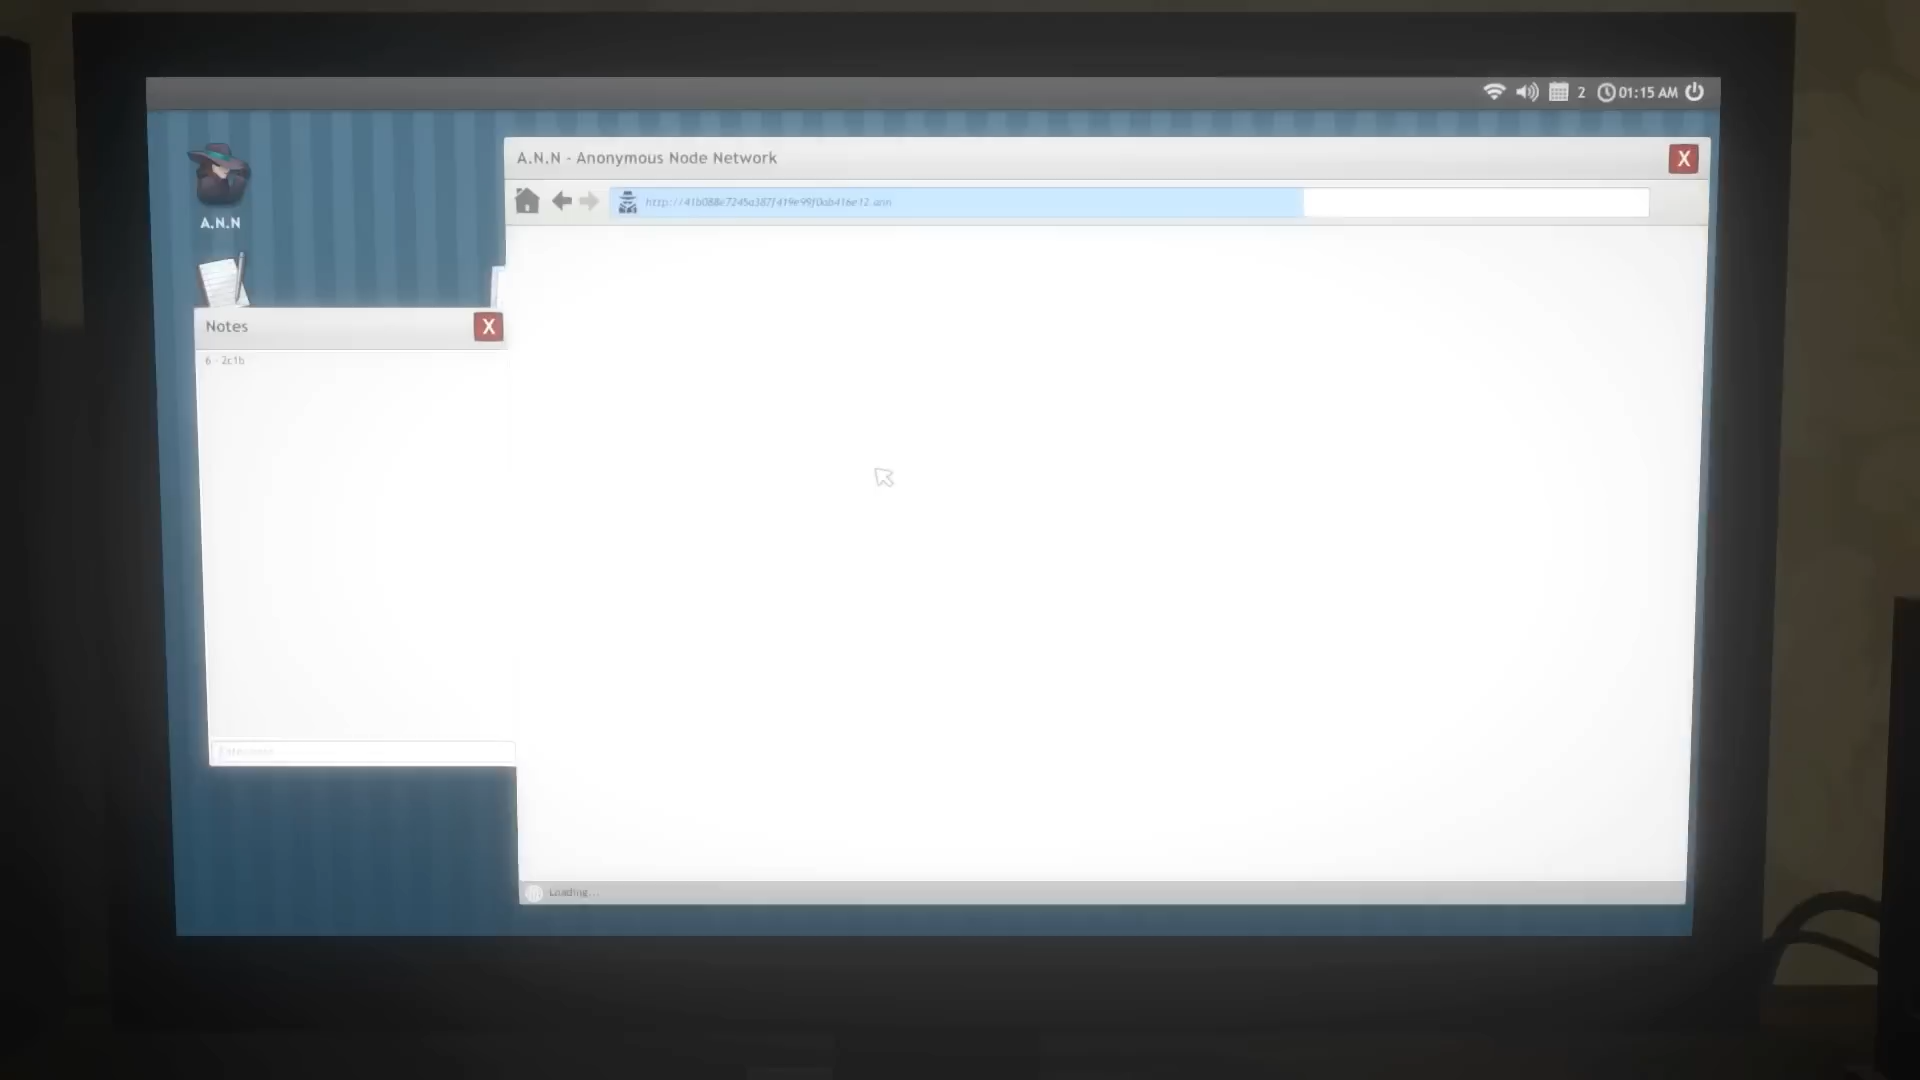 2 01:15 AM
A.N.N - Anonymous Node Network
X
A.N.N
Notes
X
6 - 2c1b
Loading...